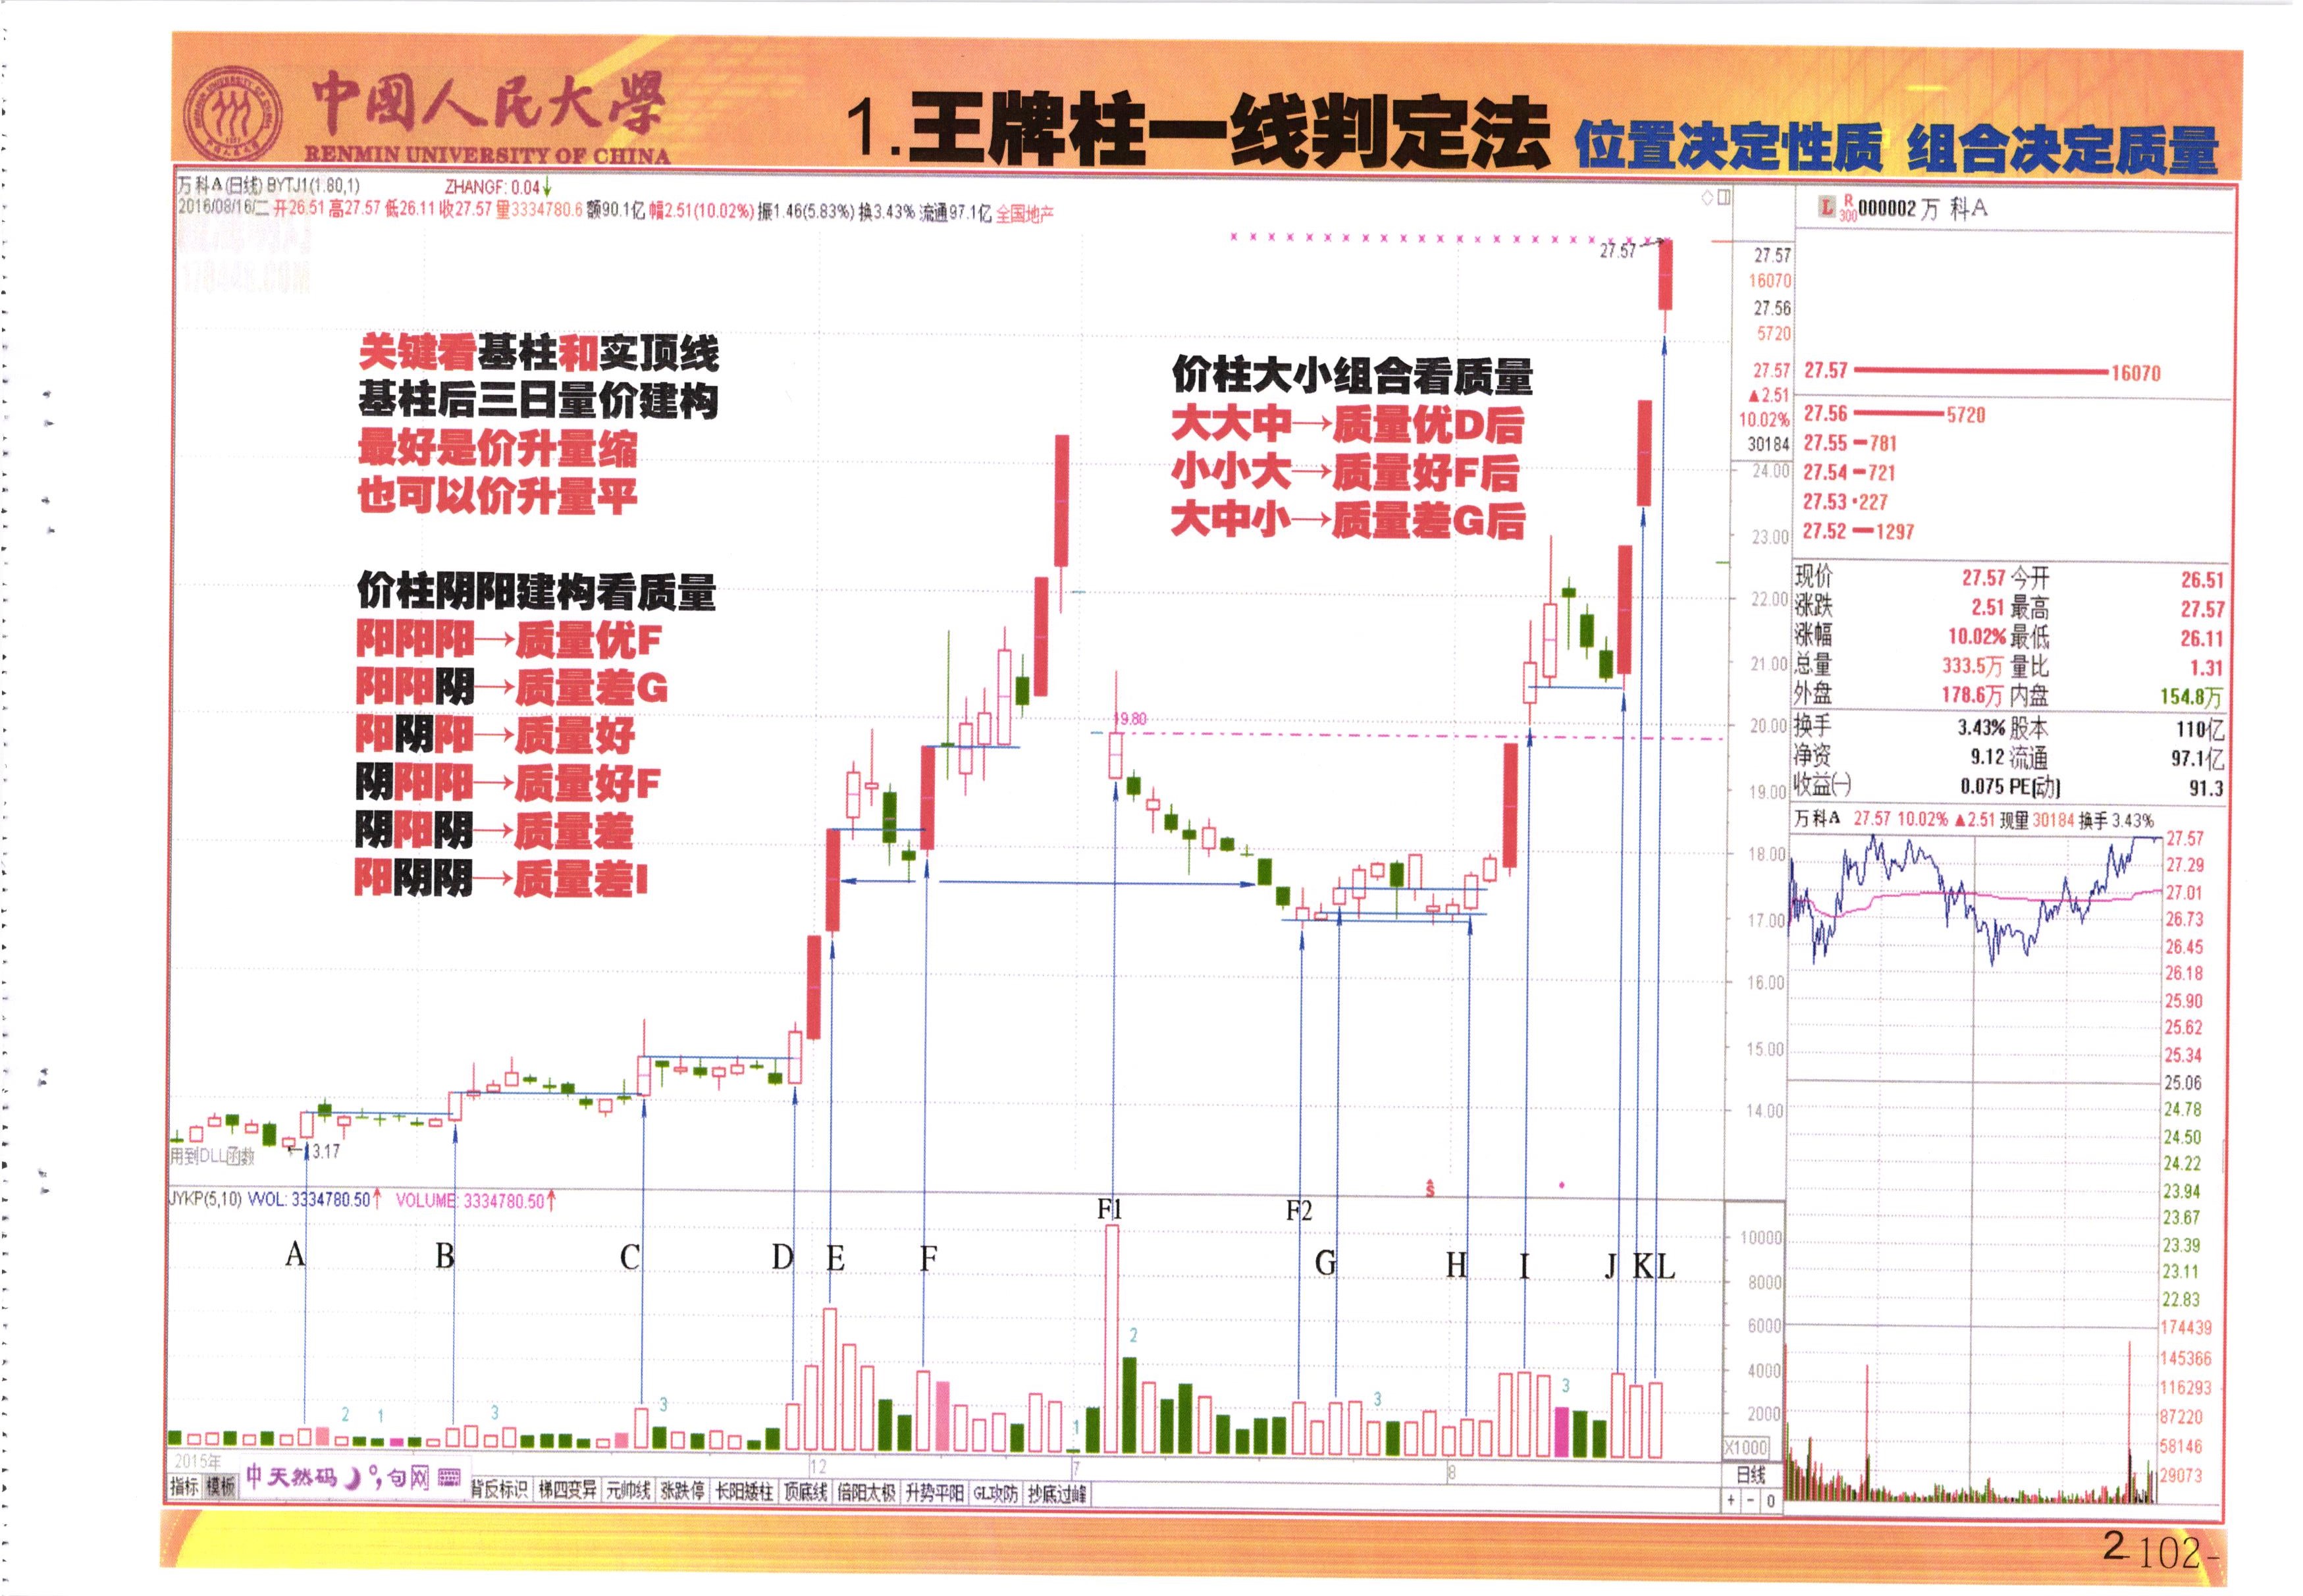 中国人民大學
RENMIN UNIVERSITY OF CHINA
1.王牌柱一线判定法 位置决定性质 组合决定质量
万科A(日线) BYTJ1(1.80,1) ZHANGF: 0.04↓
2016/08/16/二 开26.51 高27.57 低26.11 收27.57 量3334780.6 额90.1亿 幅2.51(10.02%) 振1.46(5.83%) 换3.43% 流通97.1亿 全国地产
关键看基柱和实顶线
基柱后三日量价建构
最好是价升量缩
也可以价升量平
价柱阴阳建构看质量
阳阳阳→质量优F
阳阳阴→质量差G
阳阴阳→质量好
阴阳阳→质量好F
阴阳阴→质量差
阳阴阴→质量差I
价柱大小组合看质量
大大中→质量优D后
小小大→质量好F后
大中小→质量差G后
27.57
19.80
13.17
用到DLL函数
27.57
16070
27.56
5720
27.57
▲2.51
10.02%
30184
24.00
23.00
22.00
21.00
20.00
19.00
18.00
17.00
16.00
15.00
14.00
JYKP(5,10) VVOL: 3334780.50↑ VOLUME: 3334780.50↑
F1 F2
A B C D E F G H I J K L
2 1 3 3 1 2 3 3
10000
8000
6000
4000
2000
X1000
2015年 12 7 8 日线
指标 模板 中天然码 句网 背反标识 梯四变异 元帅线 涨跌停 长阳矮柱 顶底线 倍阳太极 升势平阳 GL攻防 抄底过峰
+ - 0
L R 300 000002 万 科A
27.57 16070
27.56 5720
27.55 781
27.54 721
27.53 227
27.52 1297
现价 27.57 今开 26.51
涨跌 2.51 最高 27.57
涨幅 10.02% 最低 26.11
总量 333.5万 量比 1.31
外盘 178.6万 内盘 154.8万
换手 3.43% 股本 110亿
净资 9.12 流通 97.1亿
收益(一) 0.075 PE(动) 91.3
万科A 27.57 10.02% ▲2.51 现量 30184 换手 3.43%
27.57
27.29
27.01
26.73
26.45
26.18
25.90
25.62
25.34
25.06
24.78
24.50
24.22
23.94
23.67
23.39
23.11
22.83
174439
145366
116293
87220
58146
29073
2 -102-